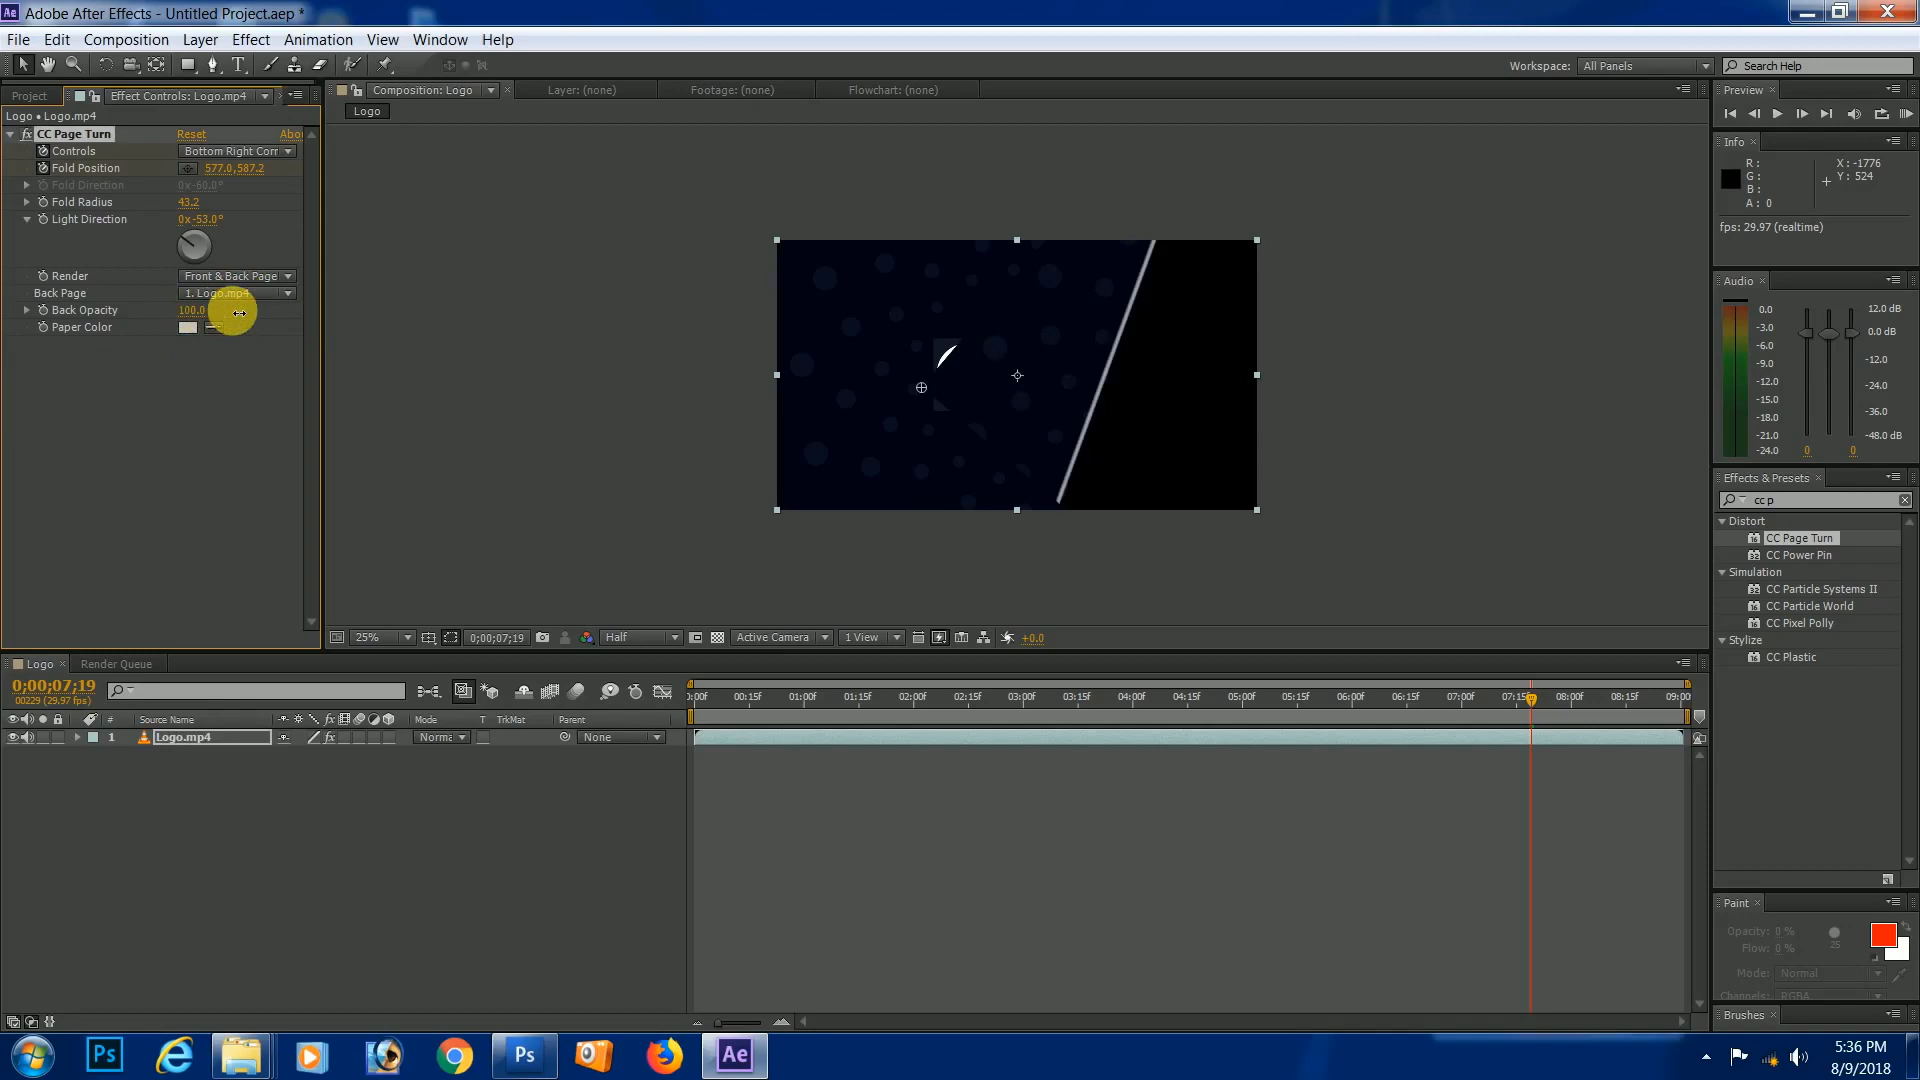 Adobe After Effects - Untitled Project.aep *
File Edit Composition Layer Effect Animation View Window Help
Workspace: All Panels Search Help
Project Effect Controls: Logo.mp4
Logo • Logo.mp4
fx CC Page Turn Reset Abou
Controls Bottom Right Corr
Fold Position 577.0,587.2
Fold Direction 0x-60.0°
Fold Radius 43.2
Light Direction 0x-53.0°
Render Front & Back Page
Back Page 1. Logo.mp4
Back Opacity 100.0
Paper Color
Composition: Logo Layer: (none) Footage: (none) Flowchart: (none)
Logo
25% 0;00;07;19 Half Active Camera 1 View +0.0
Preview
Info
R: X: -1776
G: Y: 524
B:
A: 0
fps: 29.97 (realtime)
Audio
0.0 12.0 dB
-3.0 0.0 dB
-6.0
-9.0 -12.0
-12.0
-15.0 -24.0
-18.0 -36.0
-21.0 -48.0 dB
-24.0 0 0
Effects & Presets
cc p
Distort
CC Page Turn
CC Power Pin
Simulation
CC Particle Systems II
CC Particle World
CC Pixel Polly
Stylize
CC Plastic
Paint
Opacity: 0 %
Flow: 0 % 25
Mode: Normal
Channels: RGBA
Brushes
Logo Render Queue
0;00;07;19
00229 (29.97 fps)
:00f 00:15f 01:00f 01:15f 02:00f 02:15f 03:00f 03:15f 04:00f 04:15f 05:00f 05:15f 06:00f 06:15f 07:00f 07:15f 08:00f 08:15f 09:00
# Source Name fx Mode T TrkMat Parent
1 Logo.mp4 fx Norma None
Ps Ps Ae
5:36 PM
8/9/2018